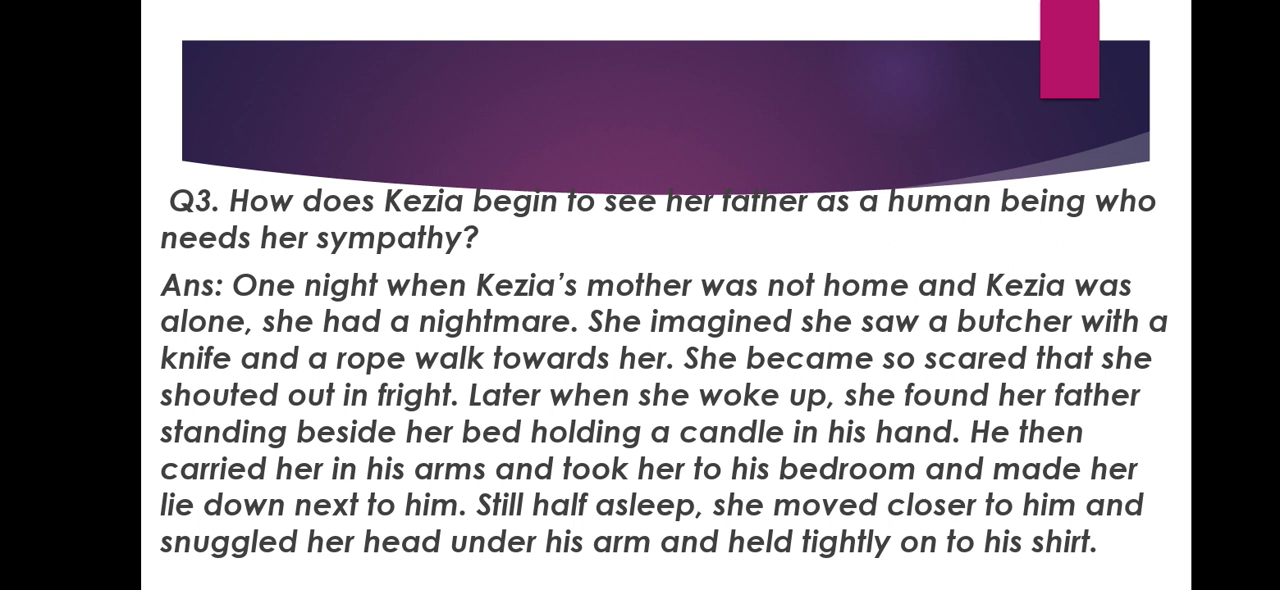 Q3. How does Kezia begin to see her father as a human being who
needs her sympathy?
Ans: One night when Kezia’s mother was not home and Kezia was
alone, she had a nightmare. She imagined she saw a butcher with a
knife and a rope walk towards her. She became so scared that she
shouted out in fright. Later when she woke up, she found her father
standing beside her bed holding a candle in his hand. He then
carried her in his arms and took her to his bedroom and made her
lie down next to him. Still half asleep, she moved closer to him and
snuggled her head under his arm and held tightly on to his shirt.